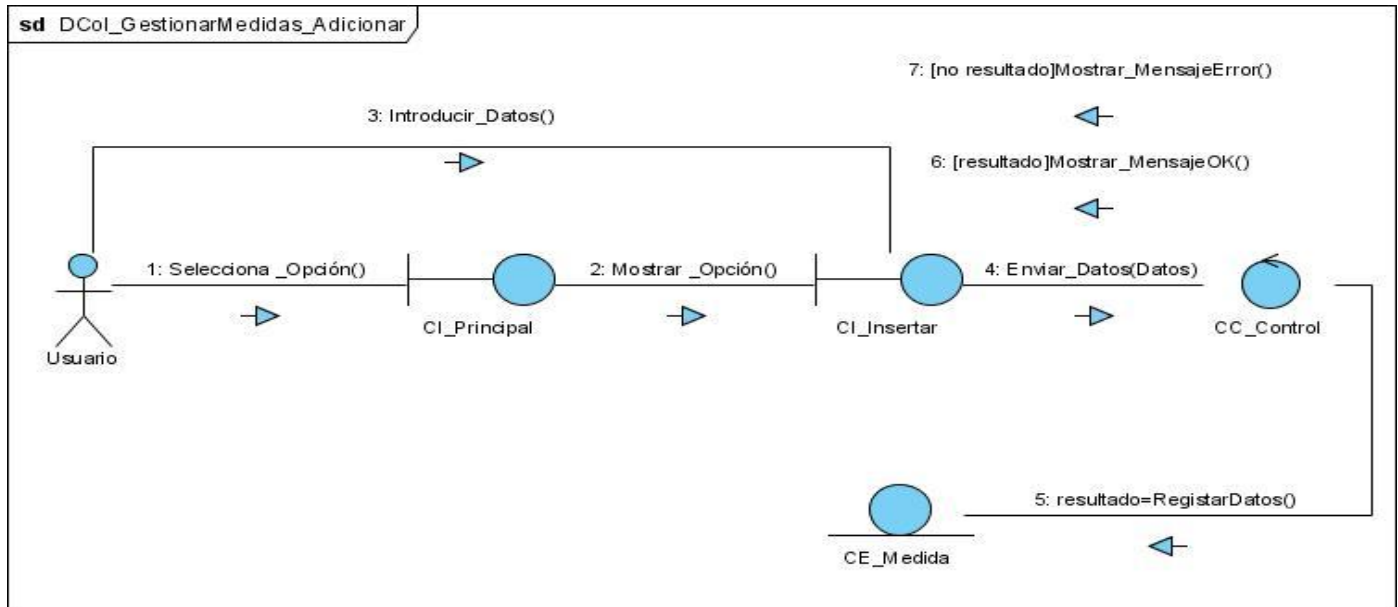 sd DCol_GestionarMedidas_Adicionar
7: [no resultado]Mostrar_MensajeError()
3: Introducir_Datos()
6: [resultado]Mostrar_MensajeOK()
1: Selecciona _Opción()
2: Mostrar _Opción()
4: Enviar_Datos(Datos)
CI_Principal
CI_Insertar
CC_Control
Usuario
5: resultado=RegistarDatos()
CE_Medida